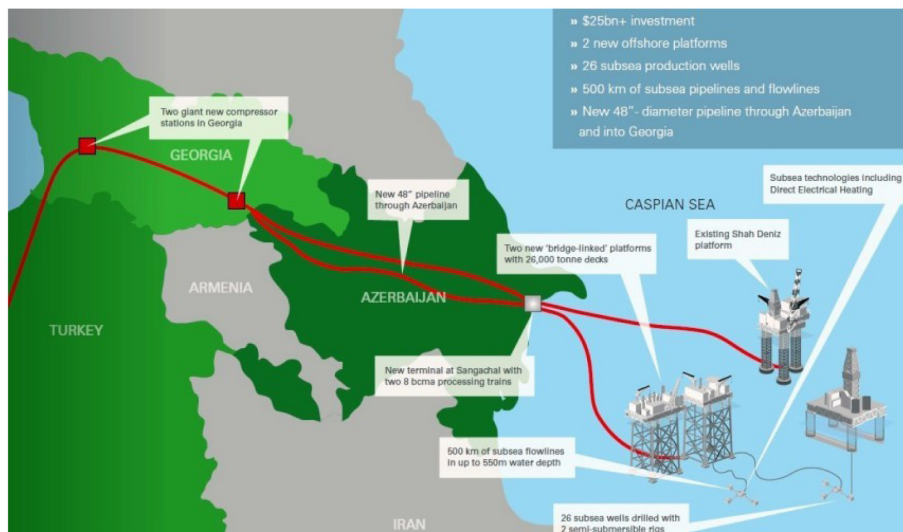 » $25bn+ investment
» 2 new offshore platforms
» 26 subsea production wells
» 500 km of subsea pipelines and flowlines
» New 48"- diameter pipeline through Azerbaijan
and into Georgia
Two giant new compressor
stations in Georgia
GEORGIA
Subsea technologies including
Direct Electrical Heating
New 48" pipeline
through Azerbaijan
CASPIAN SEA
Existing Shah Deniz
platform
Two new 'bridge-linked' platforms
with 26,000 tonne decks
ARMENIA
AZERBAIJAN
TURKEY
New terminal at Sangachal with
two 8 bcma processing trains
500 km of subsea flowlines
in up to 550m water depth
26 subsea wells drilled with
2 semi-submersible rigs
IRAN